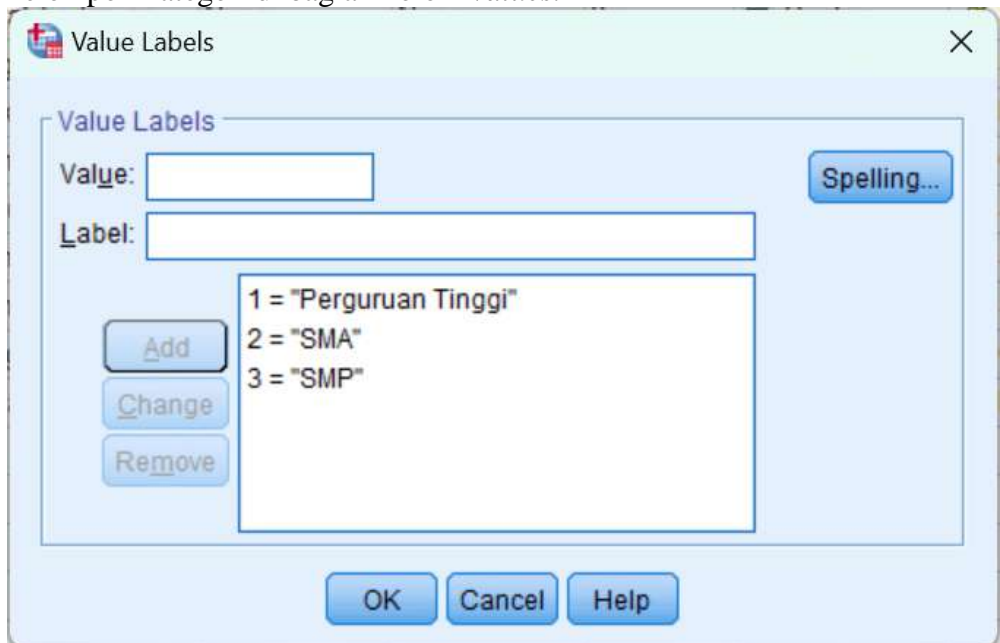 Value Labels
Value Labels
Value:
Spelling...
Label:
1 = "Perguruan Tinggi"
2 = "SMA"
3 = "SMP"
Add
Change
Remove
OK Cancel Help